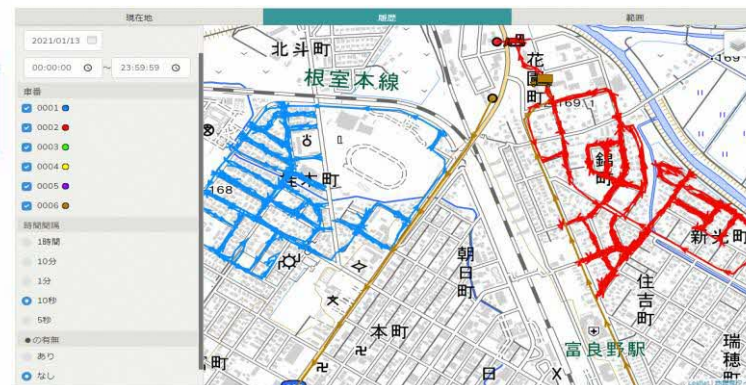 現在地
履歴
範囲
2021/01/13
00:00:00 ～ 23:59:59
車番
0001
0002
0003
0004
0005
0006
時間間隔
1時間
10分
1分
10秒
5秒
●の有無
あり
なし
北斗町
根室本線
花園町
169
169.1
168
錦町
新光町
朝日町
住吉町
本町
富良野駅
瑞穂町
Leaflet